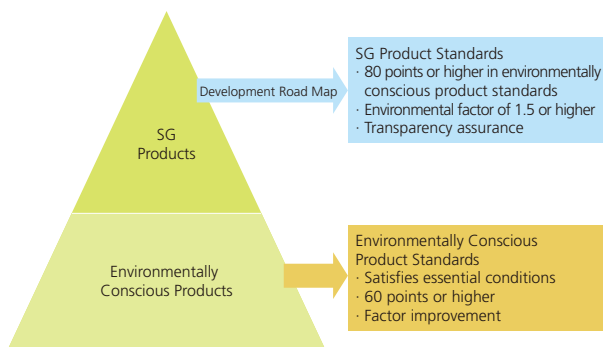 SG
Products
Development Road Map
SG Product Standards
· 80 points or higher in environmentally
conscious product standards
· Environmental factor of 1.5 or higher
· Transparency assurance
Environmentally
Conscious Products
Environmentally Conscious
Product Standards
· Satisfies essential conditions
· 60 points or higher
· Factor improvement